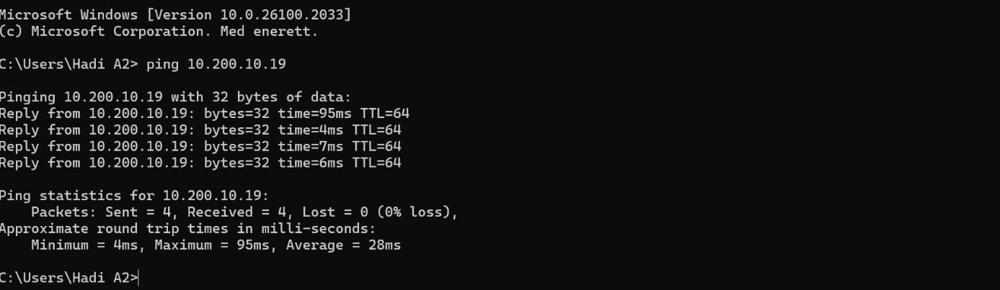 Microsoft Windows [Version 10.0.26100.2033]
(c) Microsoft Corporation. Med enerett.
C:\Users\Hadi A2> ping 10.200.10.19
Pinging 10.200.10.19 with 32 bytes of data:
Reply from 10.200.10.19: bytes=32 time=95ms TTL=64
Reply from 10.200.10.19: bytes=32 time=4ms TTL=64
Reply from 10.200.10.19: bytes=32 time=7ms TTL=64
Reply from 10.200.10.19: bytes=32 time=6ms TTL=64
Ping statistics for 10.200.10.19:
    Packets: Sent = 4, Received = 4, Lost = 0 (0% loss),
Approximate round trip times in milli-seconds:
    Minimum = 4ms, Maximum = 95ms, Average = 28ms
C:\Users\Hadi A2>